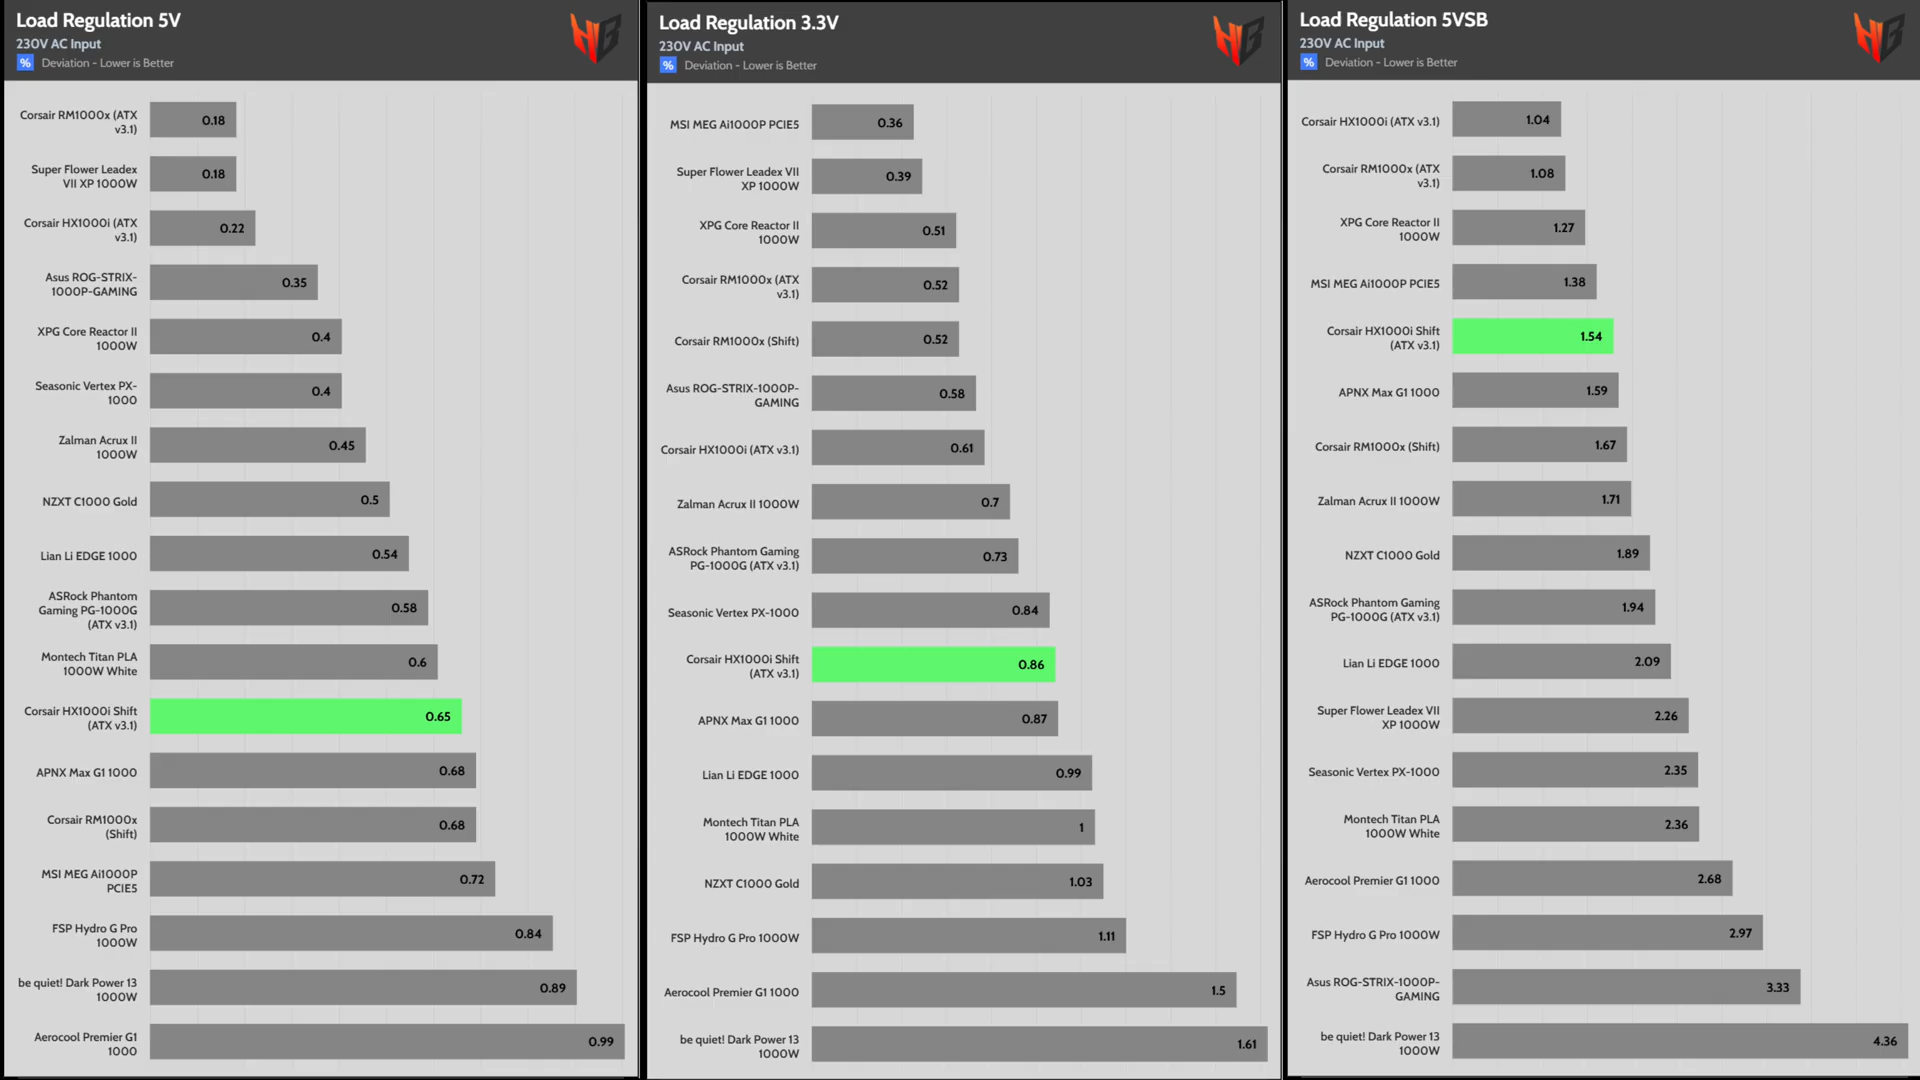 Load Regulation 5V
230V AC Input
% Deviation - Lower is Better
Corsair RM1000x (ATX
v3.1)
0.18
Super Flower Leadex
VII XP 1000W
0.18
Corsair HX1000i (ATX
v3.1)
0.22
Asus ROG-STRIX-
1000P-GAMING
0.35
XPG Core Reactor II
1000W
0.4
Seasonic Vertex PX-
1000
0.4
Zalman Acrux II
1000W
0.45
NZXT C1000 Gold
0.5
Lian Li EDGE 1000
0.54
ASRock Phantom
Gaming PG-1000G
(ATX v3.1)
0.58
Montech Titan PLA
1000W White
0.6
Corsair HX1000i Shift
(ATX v3.1)
0.65
APNX Max G1 1000
0.68
Corsair RM1000x
(Shift)
0.68
MSI MEG Ai1000P
PCIE5
0.72
FSP Hydro G Pro
1000W
0.84
be quiet! Dark Power 13
1000W
0.89
Aerocool Premier G1
1000
0.99
Load Regulation 3.3V
230V AC Input
% Deviation - Lower is Better
MSI MEG Ai1000P PCIE5
0.36
Super Flower Leadex VII
XP 1000W
0.39
XPG Core Reactor II
1000W
0.51
Corsair RM1000x (ATX
v3.1)
0.52
Corsair RM1000x (Shift)
0.52
Asus ROG-STRIX-1000P-
GAMING
0.58
Corsair HX1000i (ATX v3.1)
0.61
Zalman Acrux II 1000W
0.7
ASRock Phantom Gaming
PG-1000G (ATX v3.1)
0.73
Seasonic Vertex PX-1000
0.84
Corsair HX1000i Shift
(ATX v3.1)
0.86
APNX Max G1 1000
0.87
Lian Li EDGE 1000
0.99
Montech Titan PLA
1000W White
1
NZXT C1000 Gold
1.03
FSP Hydro G Pro 1000W
1.11
Aerocool Premier G1 1000
1.5
be quiet! Dark Power 13
1000W
1.61
Load Regulation 5VSB
230V AC Input
% Deviation - Lower is Better
Corsair HX1000i (ATX v3.1)
1.04
Corsair RM1000x (ATX
v3.1)
1.08
XPG Core Reactor II
1000W
1.27
MSI MEG Ai1000P PCIE5
1.38
Corsair HX1000i Shift
(ATX v3.1)
1.54
APNX Max G1 1000
1.59
Corsair RM1000x (Shift)
1.67
Zalman Acrux II 1000W
1.71
NZXT C1000 Gold
1.89
ASRock Phantom Gaming
PG-1000G (ATX v3.1)
1.94
Lian Li EDGE 1000
2.09
Super Flower Leadex VII
XP 1000W
2.26
Seasonic Vertex PX-1000
2.35
Montech Titan PLA
1000W White
2.36
Aerocool Premier G1 1000
2.68
FSP Hydro G Pro 1000W
2.97
Asus ROG-STRIX-1000P-
GAMING
3.33
be quiet! Dark Power 13
1000W
4.36